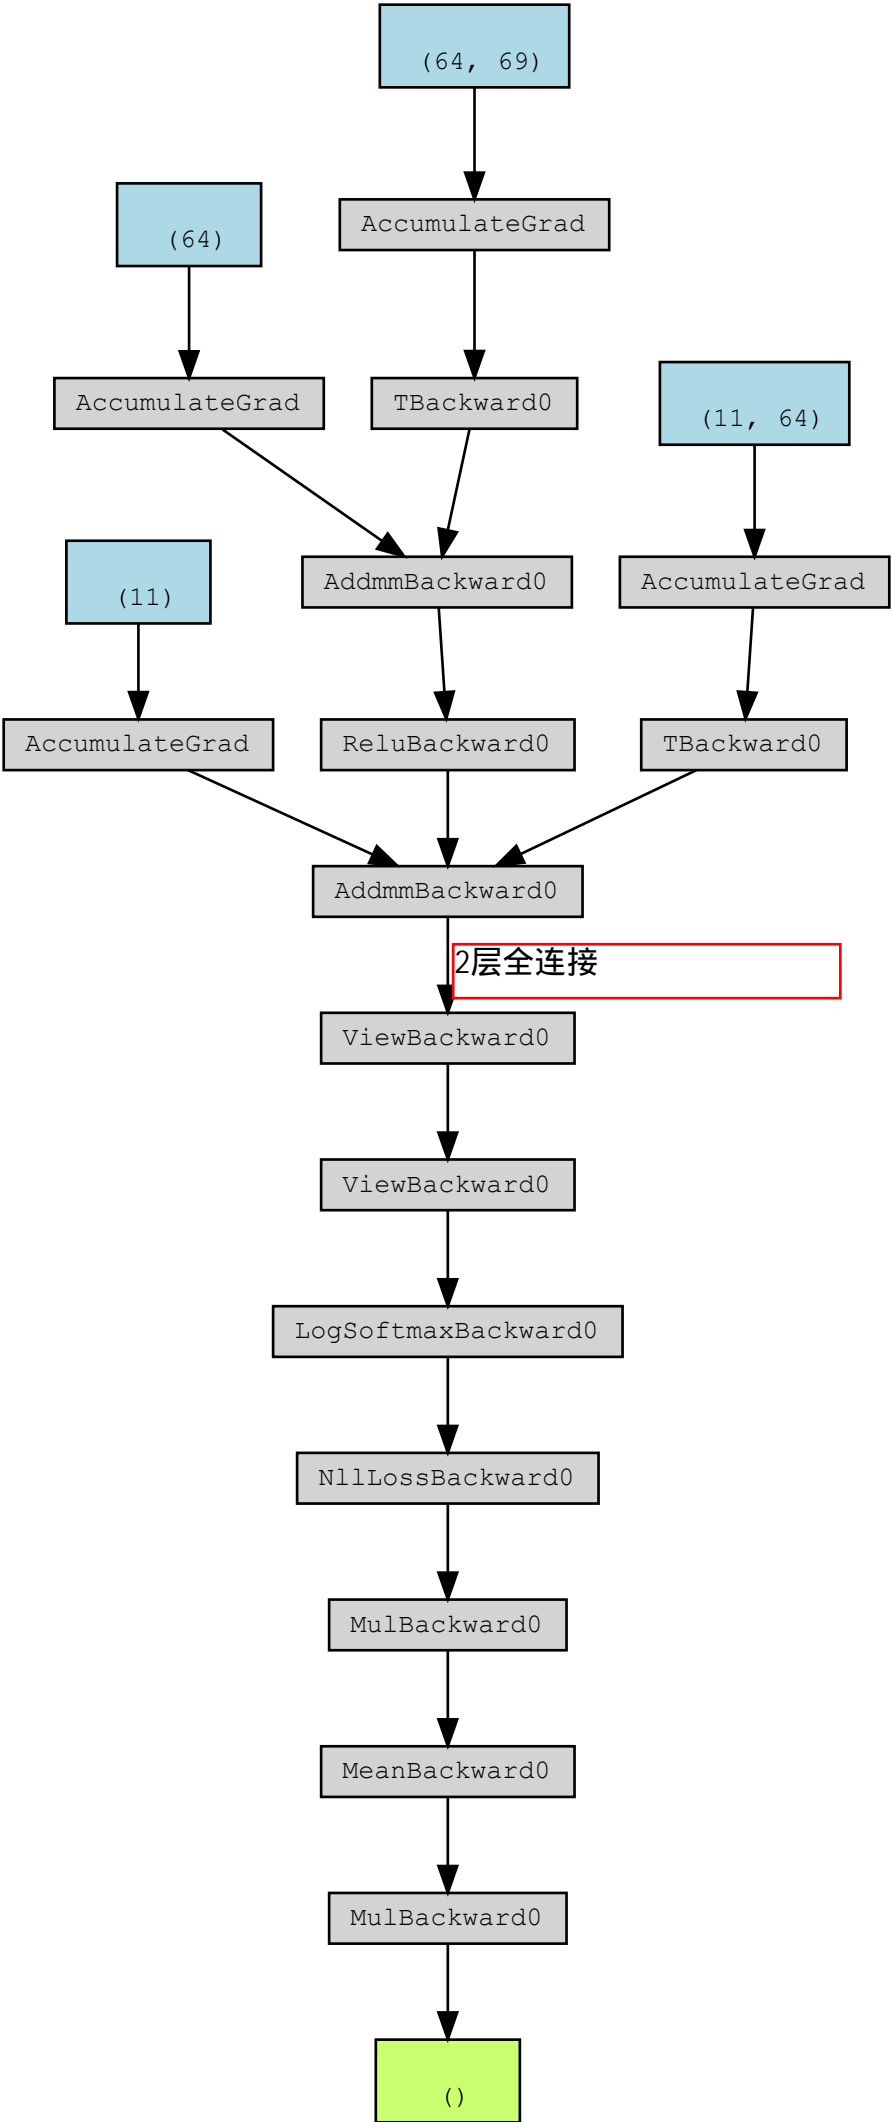 (64, 69)
AccumulateGrad
(64)
AccumulateGrad
TBackward0
(11, 64)
AddmmBackward0
AccumulateGrad
(11)
AccumulateGrad
ReluBackward0
TBackward0
AddmmBackward0
2层全连接
ViewBackward0
ViewBackward0
LogSoftmaxBackward0
NllLossBackward0
MulBackward0
MeanBackward0
MulBackward0
()